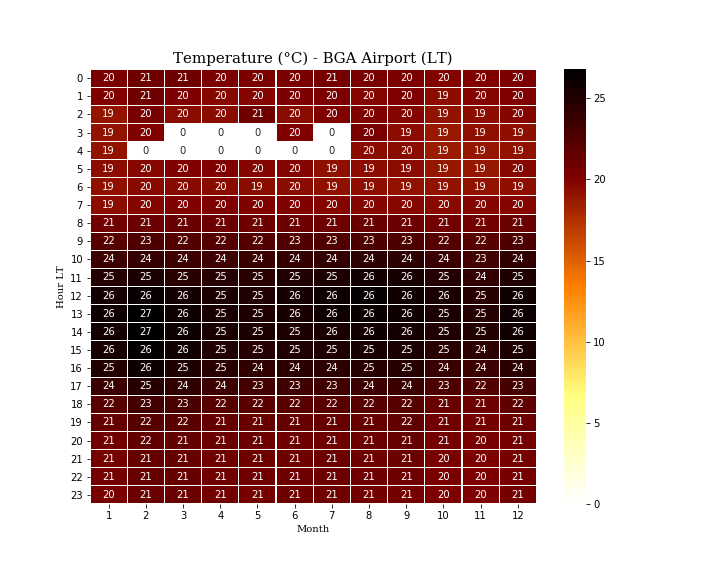 Temperature (°C) - BGA Airport (LT)
0 20 21 21 20 20 20 21 20 20 20 20 20
1 20 21 20 20 20 20 20 20 20 19 20 20
2 19 20 20 20 21 20 20 20 20 19 19 20
3 19 20 0 0 0 20 0 20 19 19 19 19
4 19 0 0 0 0 0 0 20 20 19 19 19
5 19 20 20 20 20 20 19 19 20 19 19 20
6 19 20 20 20 19 20 19 19 19 19 19 19
7 19 20 20 20 20 20 20 20 20 20 20 20
8 21 21 21 21 21 21 21 21 21 21 21 21
9 22 23 22 22 22 23 23 23 23 22 22 23
10 24 24 24 24 24 24 24 24 24 24 23 24
11 25 25 25 25 25 25 25 26 26 25 24 25
12 26 26 26 25 25 26 26 26 26 26 25 26
13 26 27 26 25 25 26 26 26 26 25 25 26
14 26 27 26 25 25 26 26 26 26 25 25 26
15 26 26 26 25 25 25 25 25 25 25 24 25
16 25 26 25 25 24 24 24 25 25 24 24 24
17 24 25 24 24 23 23 23 24 24 23 22 23
18 22 23 23 22 22 22 22 22 22 21 21 22
19 21 22 22 21 21 21 21 21 22 21 21 21
20 21 22 21 21 21 21 21 21 21 21 20 21
21 21 21 21 21 21 21 21 21 21 20 20 21
22 21 21 21 21 21 21 21 21 21 20 20 21
23 20 21 21 21 21 21 21 21 21 20 20 21
1 2 3 4 5 6 7 8 9 10 11 12
Month
Hour LT
25
20
15
10
5
0